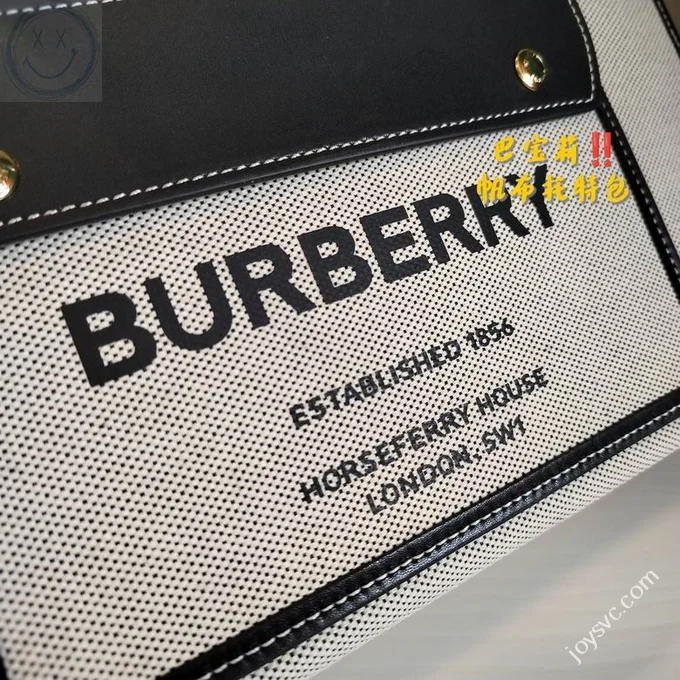 巴宝莉‼️
帆布托特包
BURBERRY
ESTABLISHED 1856
HORSEFERRY HOUSE
LONDON, SW1
joysvc.com